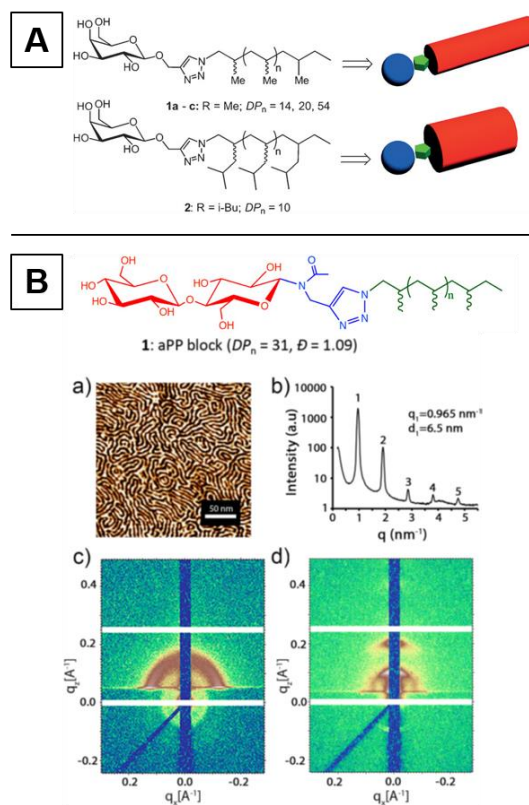 A
HO OH
HO
HO
O
O
N=N
N
Me
Me
n
Me
1a - c: R = Me; DPn = 14, 20, 54
HO OH
HO
HO
O
O
N=N
N
n
2: R = i-Bu; DPn = 10
B
OH
HO
HO
OH
O
O
HO
OH
O
OH
O
N
N
N=N
n
1: aPP block (DPn = 31, Đ = 1.09)
a)
50 nm
b)
Intensity (a.u)
10000
1000
100
10
1
1
2
3
4
5
q₁=0.965 nm⁻¹
d₁=6.5 nm
0
1
2
3
4
5
q (nm⁻¹)
c)
qz[A⁻¹]
0.4
0.2
0.0
-0.2
0.2
0.0
-0.2
qx[A⁻¹]
d)
qz[A⁻¹]
0.4
0.2
0.0
-0.2
0.2
0.0
-0.2
qx[A⁻¹]